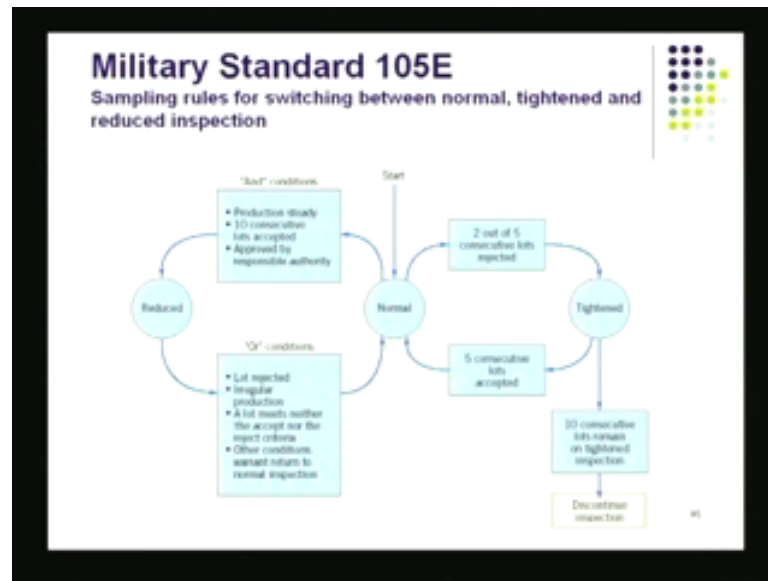 Military Standard 105E
Sampling rules for switching between normal, tightened and
reduced inspection
"And" conditions
• Production steady
• 10 consecutive
lots accepted
• Approved by
responsible authority
Start
2 out of 5
consecutive lots
rejected
Reduced
Normal
Tightened
"Or" conditions
• Lot rejected
• Irregular
production
• A lot meets neither
the accept nor the
reject criteria
• Other conditions
warrant return to
normal inspection
5 consecutive
lots
accepted
10 consecutive
lots remain
on tightened
inspection
Discontinue
inspection